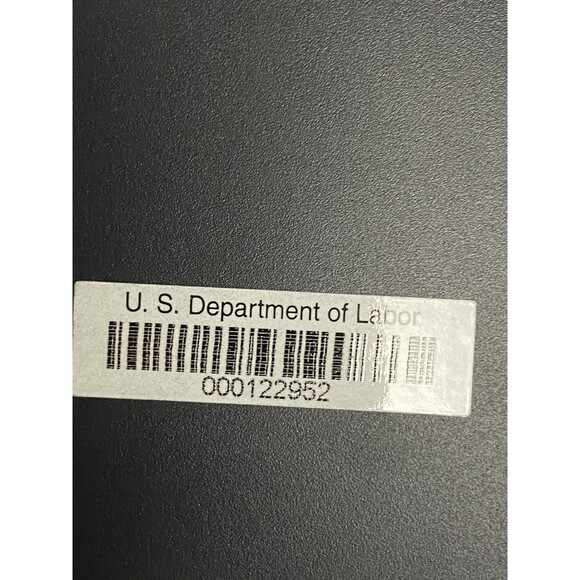 U. S. Department of Labor
000122952